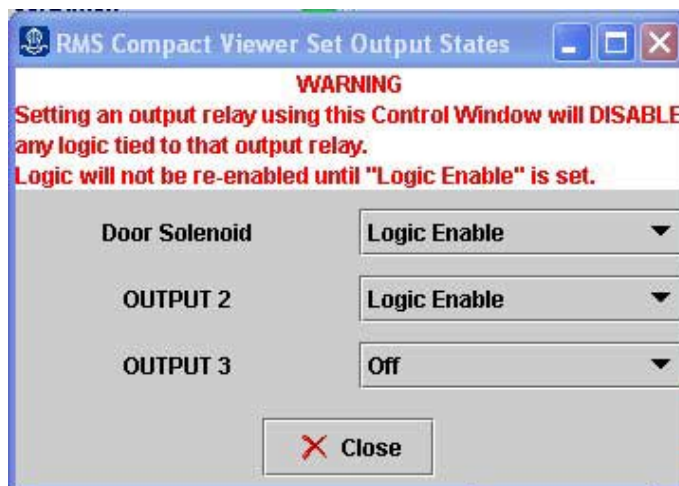 RMS Compact Viewer Set Output States
WARNING
Setting an output relay using this Control Window will DISABLE
any logic tied to that output relay.
Logic will not be re-enabled until "Logic Enable" is set.
Door Solenoid Logic Enable
OUTPUT 2 Logic Enable
OUTPUT 3 Off
Close